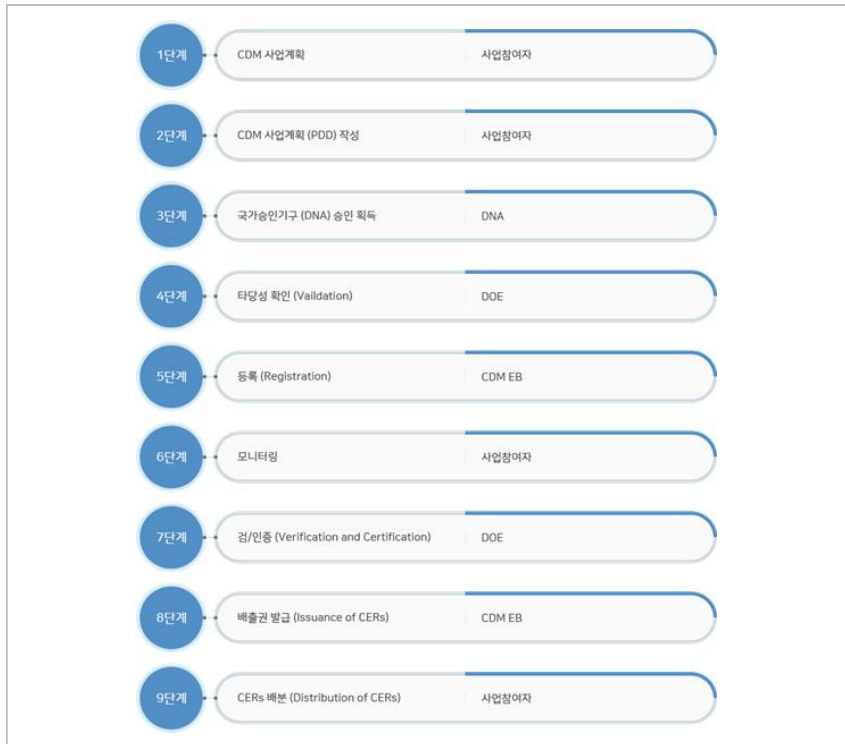 1단계 CDM 사업계획 사업참여자
2단계 CDM 사업계획 (PDD) 작성 사업참여자
3단계 국가승인기구 (DNA) 승인 획득 DNA
4단계 타당성 확인 (Vaildation) DOE
5단계 등록 (Registration) CDM EB
6단계 모니터링 사업참여자
7단계 검/인증 (Verification and Certification) DOE
8단계 배출권 발급 (Issuance of CERs) CDM EB
9단계 CERs 배분 (Distribution of CERs) 사업참여자